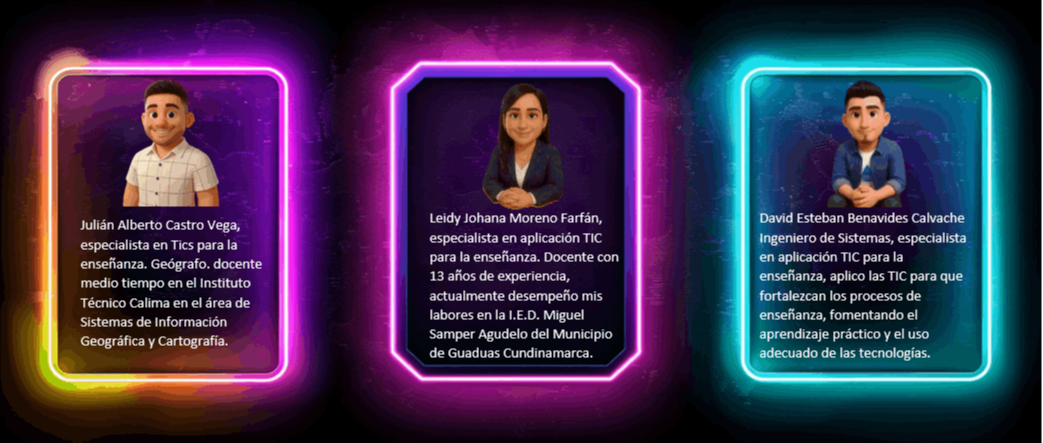 Julián Alberto Castro Vega,
especialista en Tics para la
enseñanza. Geógrafo. docente
medio tiempo en el Instituto
Técnico Calima en el área de
Sistemas de Información
Geográfica y Cartografía.
Leidy Johana Moreno Farfán,
especialista en aplicación TIC
para la enseñanza. Docente con
13 años de experiencia,
actualmente desempeño mis
labores en la I.E.D. Miguel
Samper Agudelo del Municipio
de Guaduas Cundinamarca.
David Esteban Benavides Calvache
Ingeniero de Sistemas, especialista
en aplicación TIC para la
enseñanza, aplico las TIC para que
fortalezcan los procesos de
enseñanza, fomentando el
aprendizaje práctico y el uso
adecuado de las tecnologías.